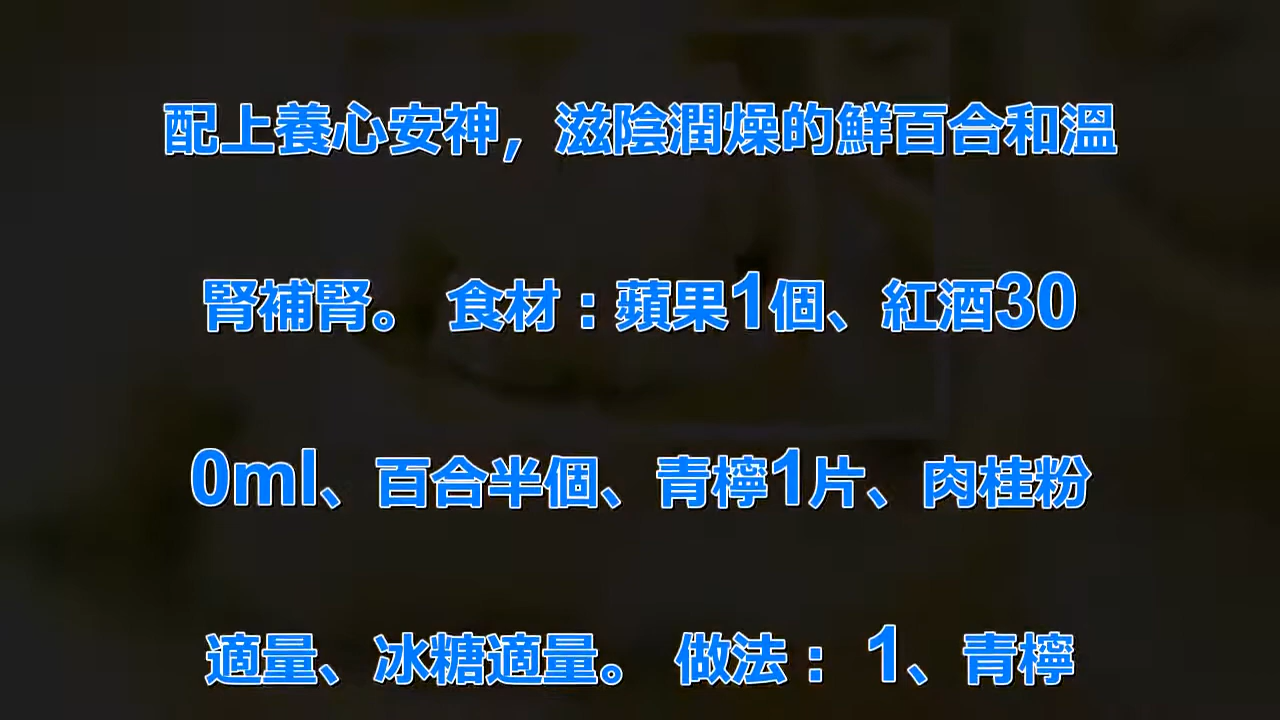 配上養心安神，滋陰潤燥的鮮百合和溫
腎補腎。 食材：蘋果1個、紅酒30
0ml、百合半個、青檸1片、肉桂粉
適量、冰糖適量。 做法： 1、青檸